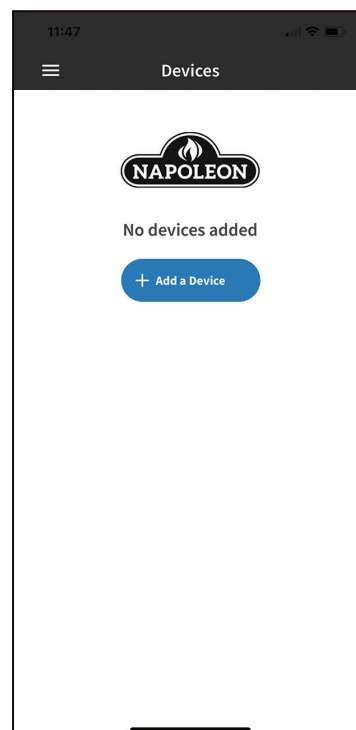 11:47
Devices
NAPOLEON
No devices added
+ Add a Device